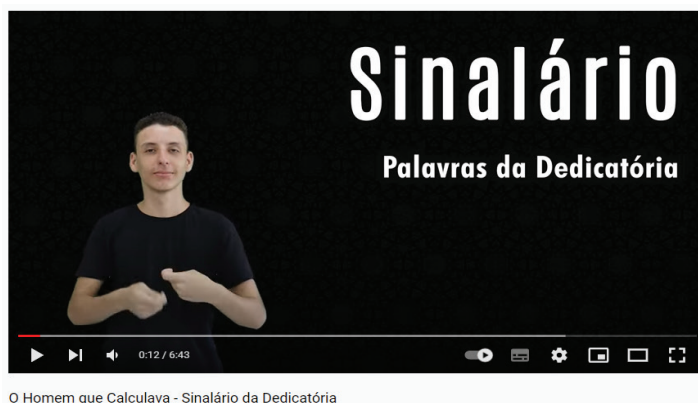 Sinalário
Palavras da Dedicatória
0:12 / 6:43
O Homem que Calculava - Sinalário da Dedicatória